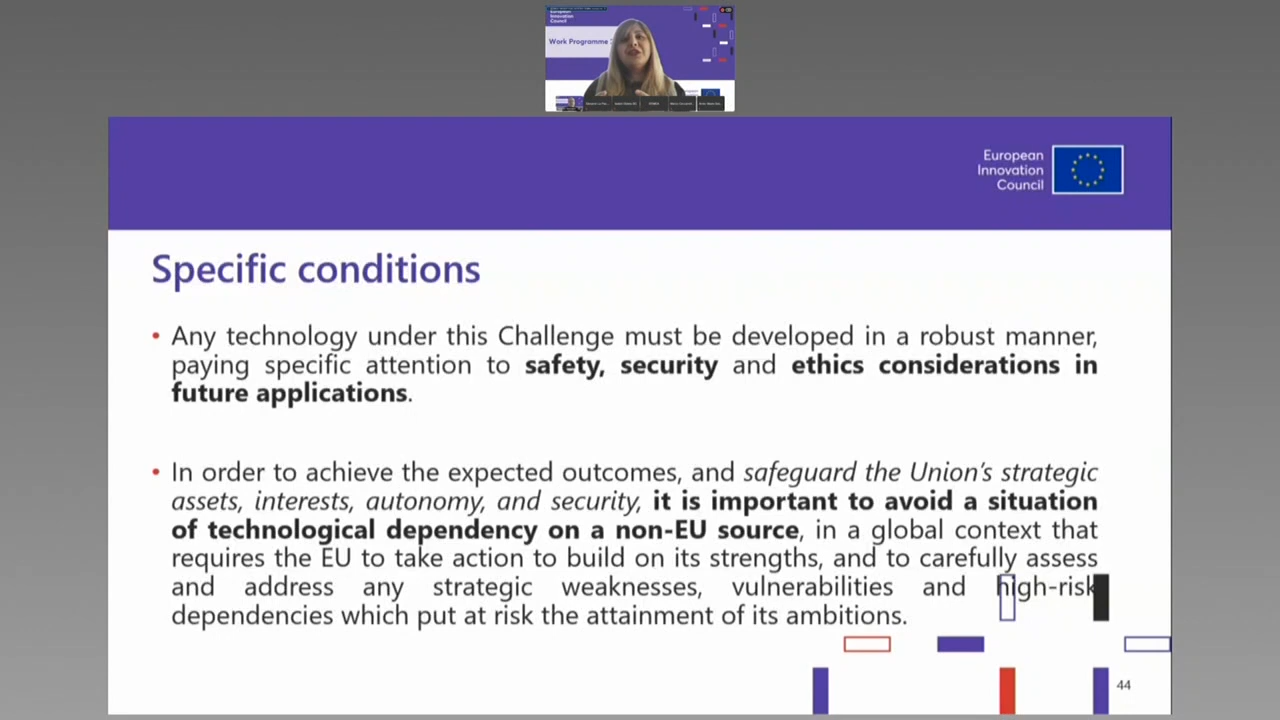 European
Innovation
Council
Work Programme
European
Innovation
Council
Specific conditions
• Any technology under this Challenge must be developed in a robust manner,
paying specific attention to safety, security and ethics considerations in
future applications.
• In order to achieve the expected outcomes, and safeguard the Union's strategic
assets, interests, autonomy, and security, it is important to avoid a situation
of technological dependency on a non-EU source, in a global context that
requires the EU to take action to build on its strengths, and to carefully assess
and address any strategic weaknesses, vulnerabilities and high-risk
dependencies which put at risk the attainment of its ambitions.
44